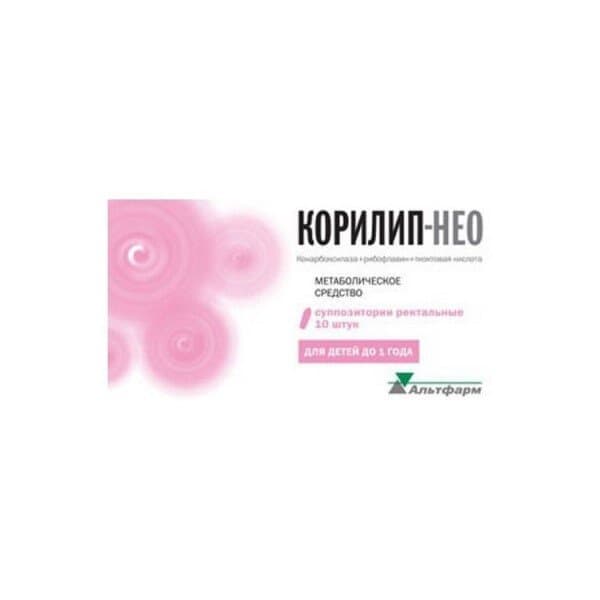 КОРИЛИП-НЕО
Кокарбоксилаза+рибофлавин+тиоктовая кислота
МЕТАБОЛИЧЕСКОЕ
СРЕДСТВО
суппозитории ректальные
10 штук
ДЛЯ ДЕТЕЙ ДО 1 ГОДА
Альтфарм